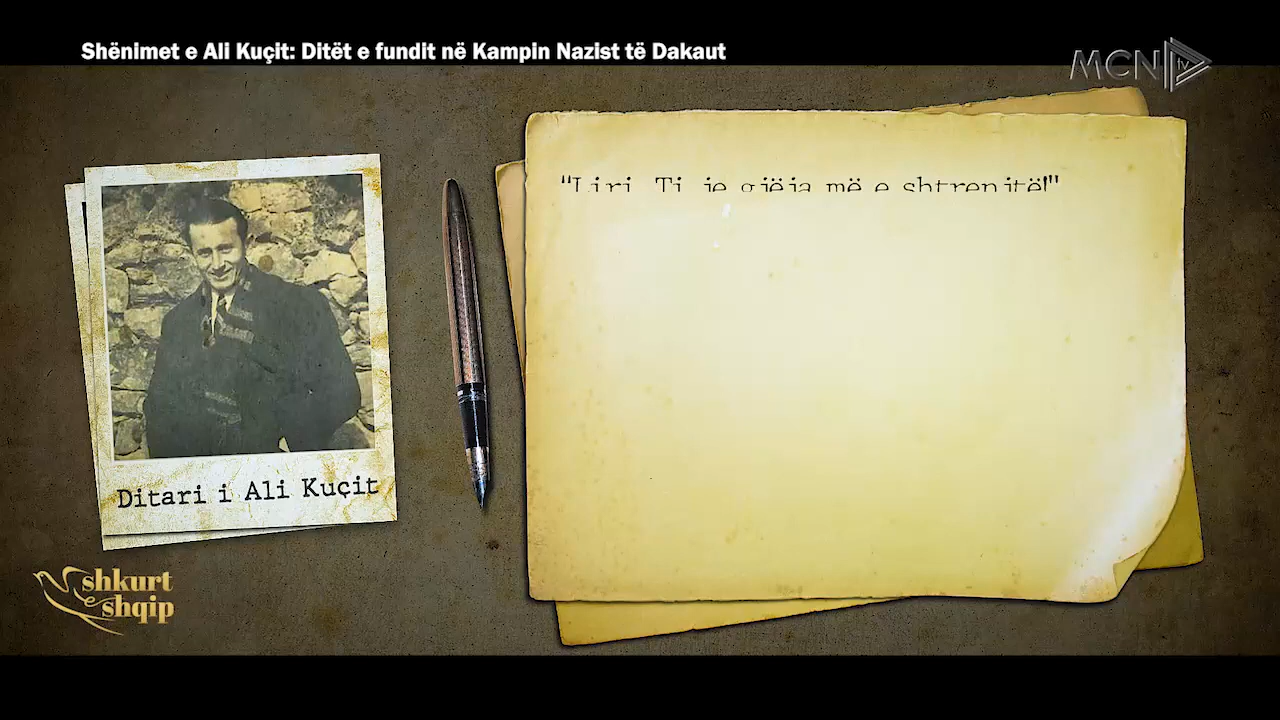 Shënimet e Ali Kuçit: Ditët e fundit në Kampin Nazist të Dakaut
MCN tv
"Liri, Ti je gjëja më e shtrenjtë!"
Ditari i Ali Kuçit
shkurt
e shqip